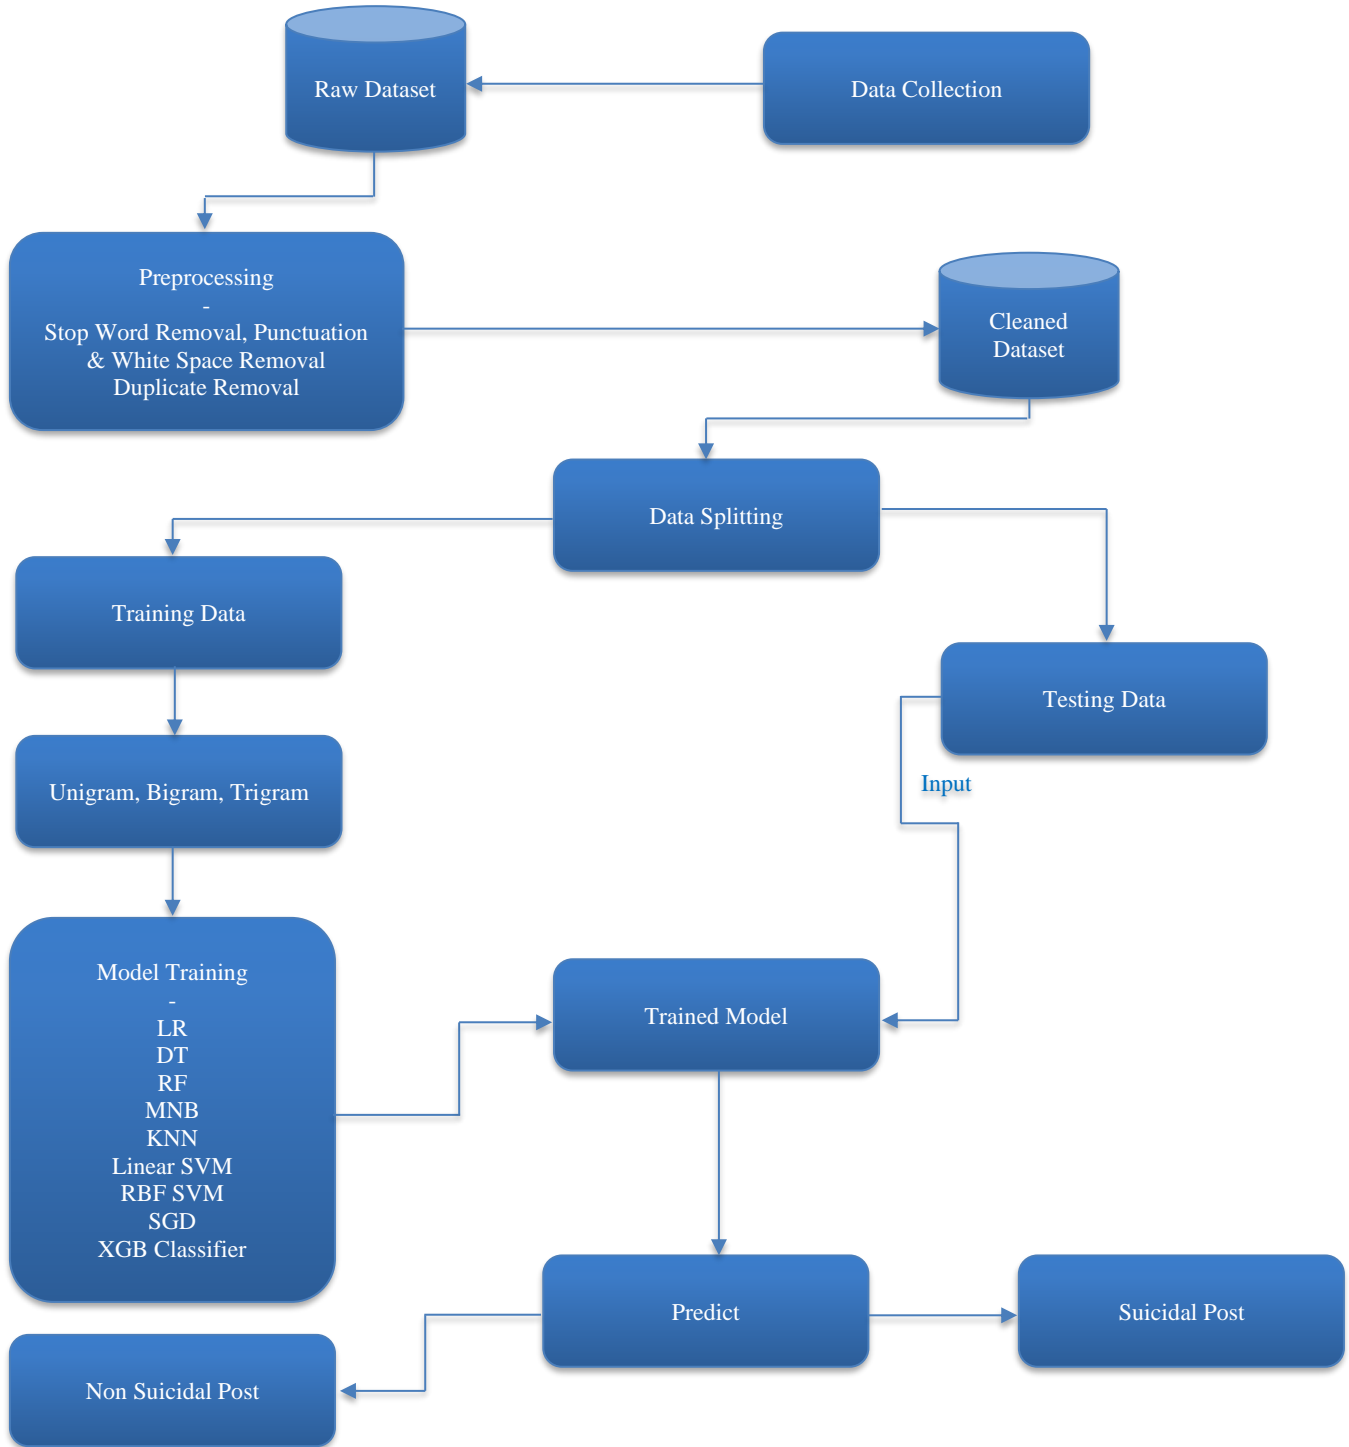 Raw Dataset
Data Collection
Preprocessing
-
Stop Word Removal, Punctuation
& White Space Removal
Duplicate Removal
Cleaned
Dataset
Data Splitting
Training Data
Testing Data
Input
Unigram, Bigram, Trigram
Model Training
-
LR
DT
RF
MNB
KNN
Linear SVM
RBF SVM
SGD
XGB Classifier
Trained Model
Predict
Suicidal Post
Non Suicidal Post